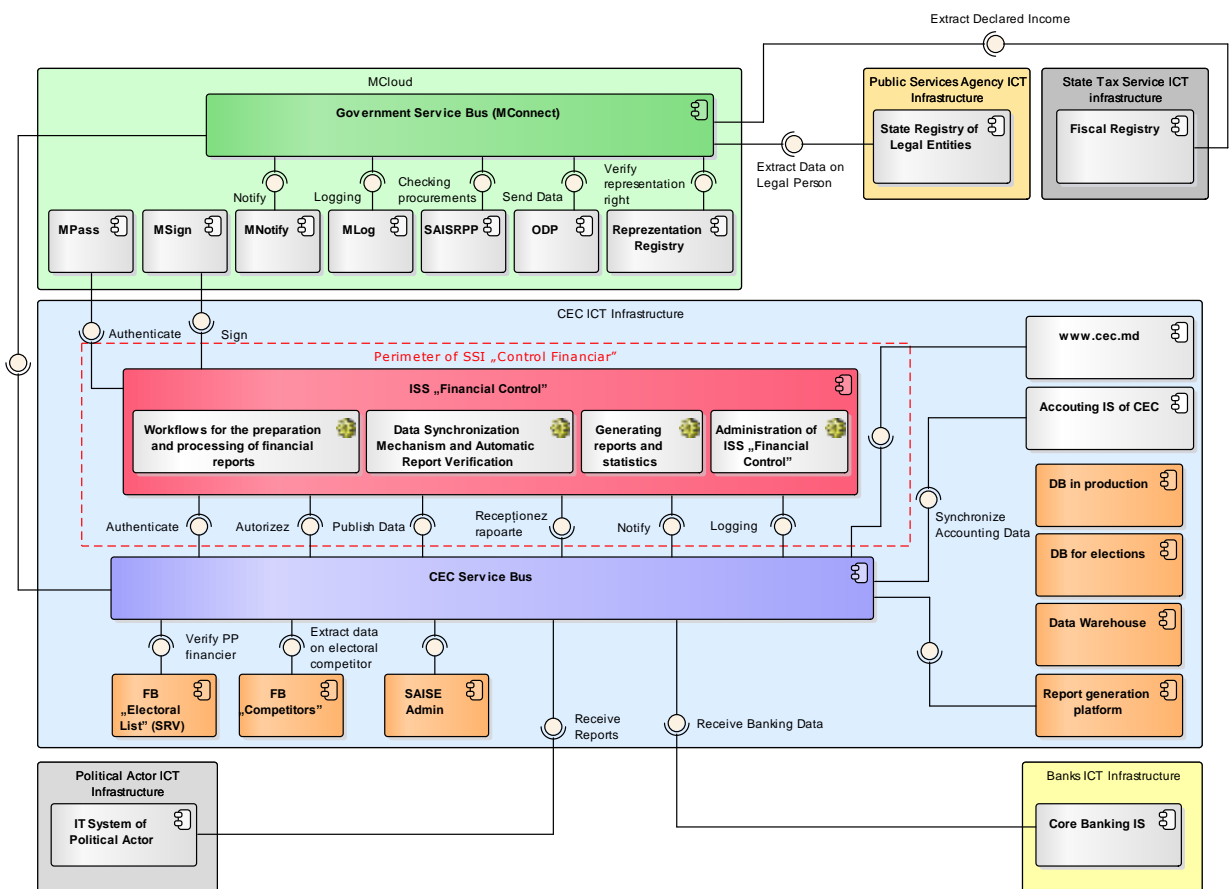 Extract Declared Income
MCloud
Government Service Bus (MConnect)
Public Services Agency ICT
Infrastructure
State Registry of
Legal Entities
State Tax Service ICT
infrastructure
Fiscal Registry
Extract Data on
Legal Person
Notify
Logging
Checking
procurements
Send Data
Verify
representation
right
MPass
MSign
MNotify
MLog
SAISRPP
ODP
Reprezentation
Registry
CEC ICT Infrastructure
Authenticate
Sign
Perimeter of SSI „Control Financiar”
ISS „Financial Control”
Workflows for the preparation
and processing of financial
reports
Data Synchronization
Mechanism and Automatic
Report Verification
Generating
reports and
statistics
Administration of
ISS „Financial
Control”
www.cec.md
Accouting IS of CEC
DB in production
DB for elections
Data Warehouse
Report generation
platform
Authenticate
Autorizez
Publish Data
Recepționez
rapoarte
Notify
Logging
Synchronize
Accounting Data
CEC Service Bus
Verify PP
financier
Extract data
on electoral
competitor
FB
„Electoral
List” (SRV)
FB
„Competitors”
SAISE
Admin
Receive
Reports
Receive Banking Data
Political Actor ICT
Infrastructure
IT System of
Political Actor
Banks ICT Infrastructure
Core Banking IS